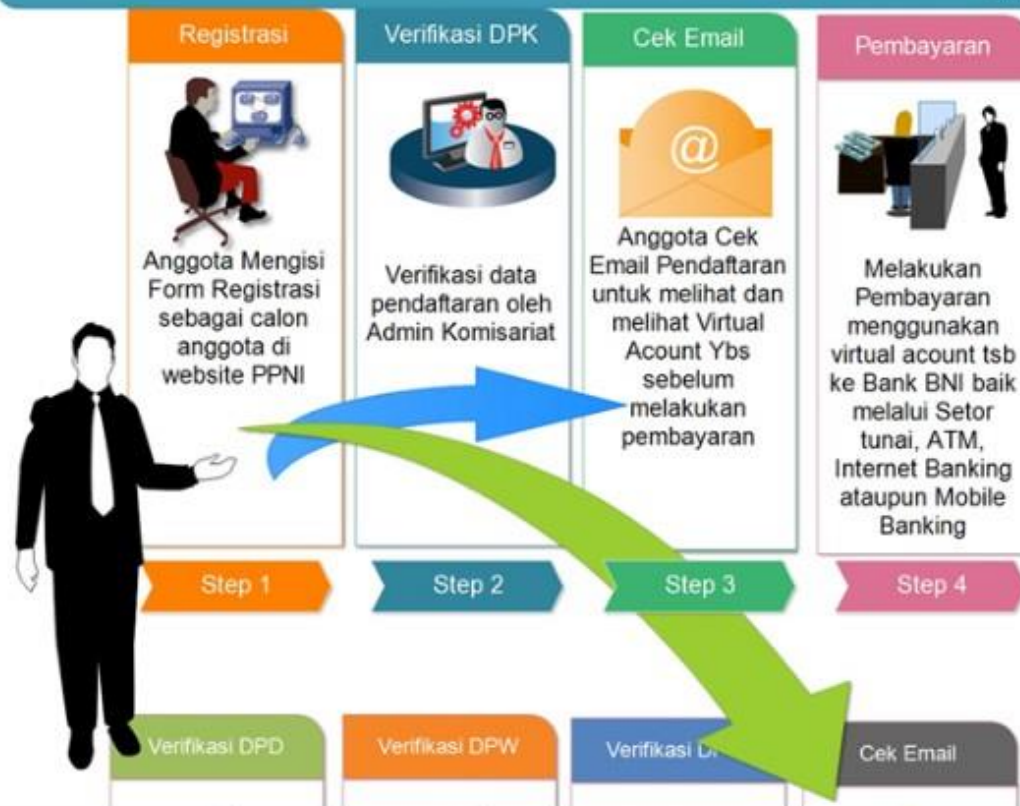 Registrasi
Anggota Mengisi
Form Registrasi
sebagai calon
anggota di
website PPNI
Step 1
Verifikasi DPK
Verifikasi data
pendaftaran oleh
Admin Komisariat
Step 2
Cek Email
@
Anggota Cek
Email Pendaftaran
untuk melihat dan
melihat Virtual
Acount Ybs
sebelum
melakukan
pembayaran
Step 3
Pembayaran
Melakukan
Pembayaran
menggunakan
virtual acount tsb
ke Bank BNI baik
melalui Setor
tunai, ATM,
Internet Banking
ataupun Mobile
Banking
Step 4
Verifikasi DPD
Verifikasi DPW
Verifikasi
Cek Email